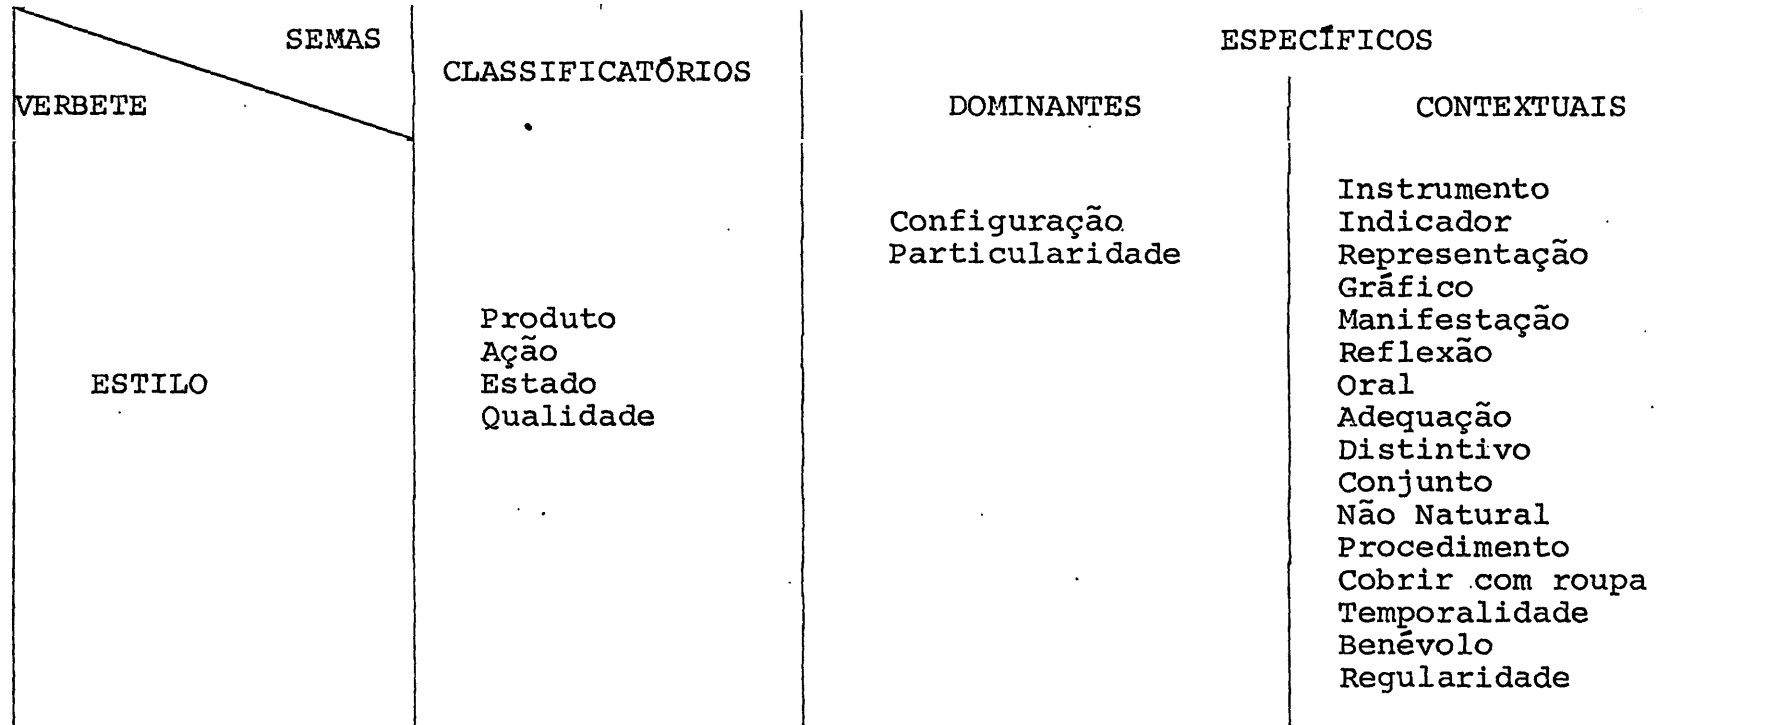 SEMAS
VERBETE
CLASSIFICATÓRIOS
ESPECÍFICOS
DOMINANTES
CONTEXTUAIS
ESTILO
Produto
Ação
Estado
Qualidade
Configuração
Particularidade
Instrumento
Indicador
Representação
Gráfico
Manifestação
Reflexão
Oral
Adequação
Distintivo
Conjunto
Não Natural
Procedimento
Cobrir com roupa
Temporalidade
Benévolo
Regularidade